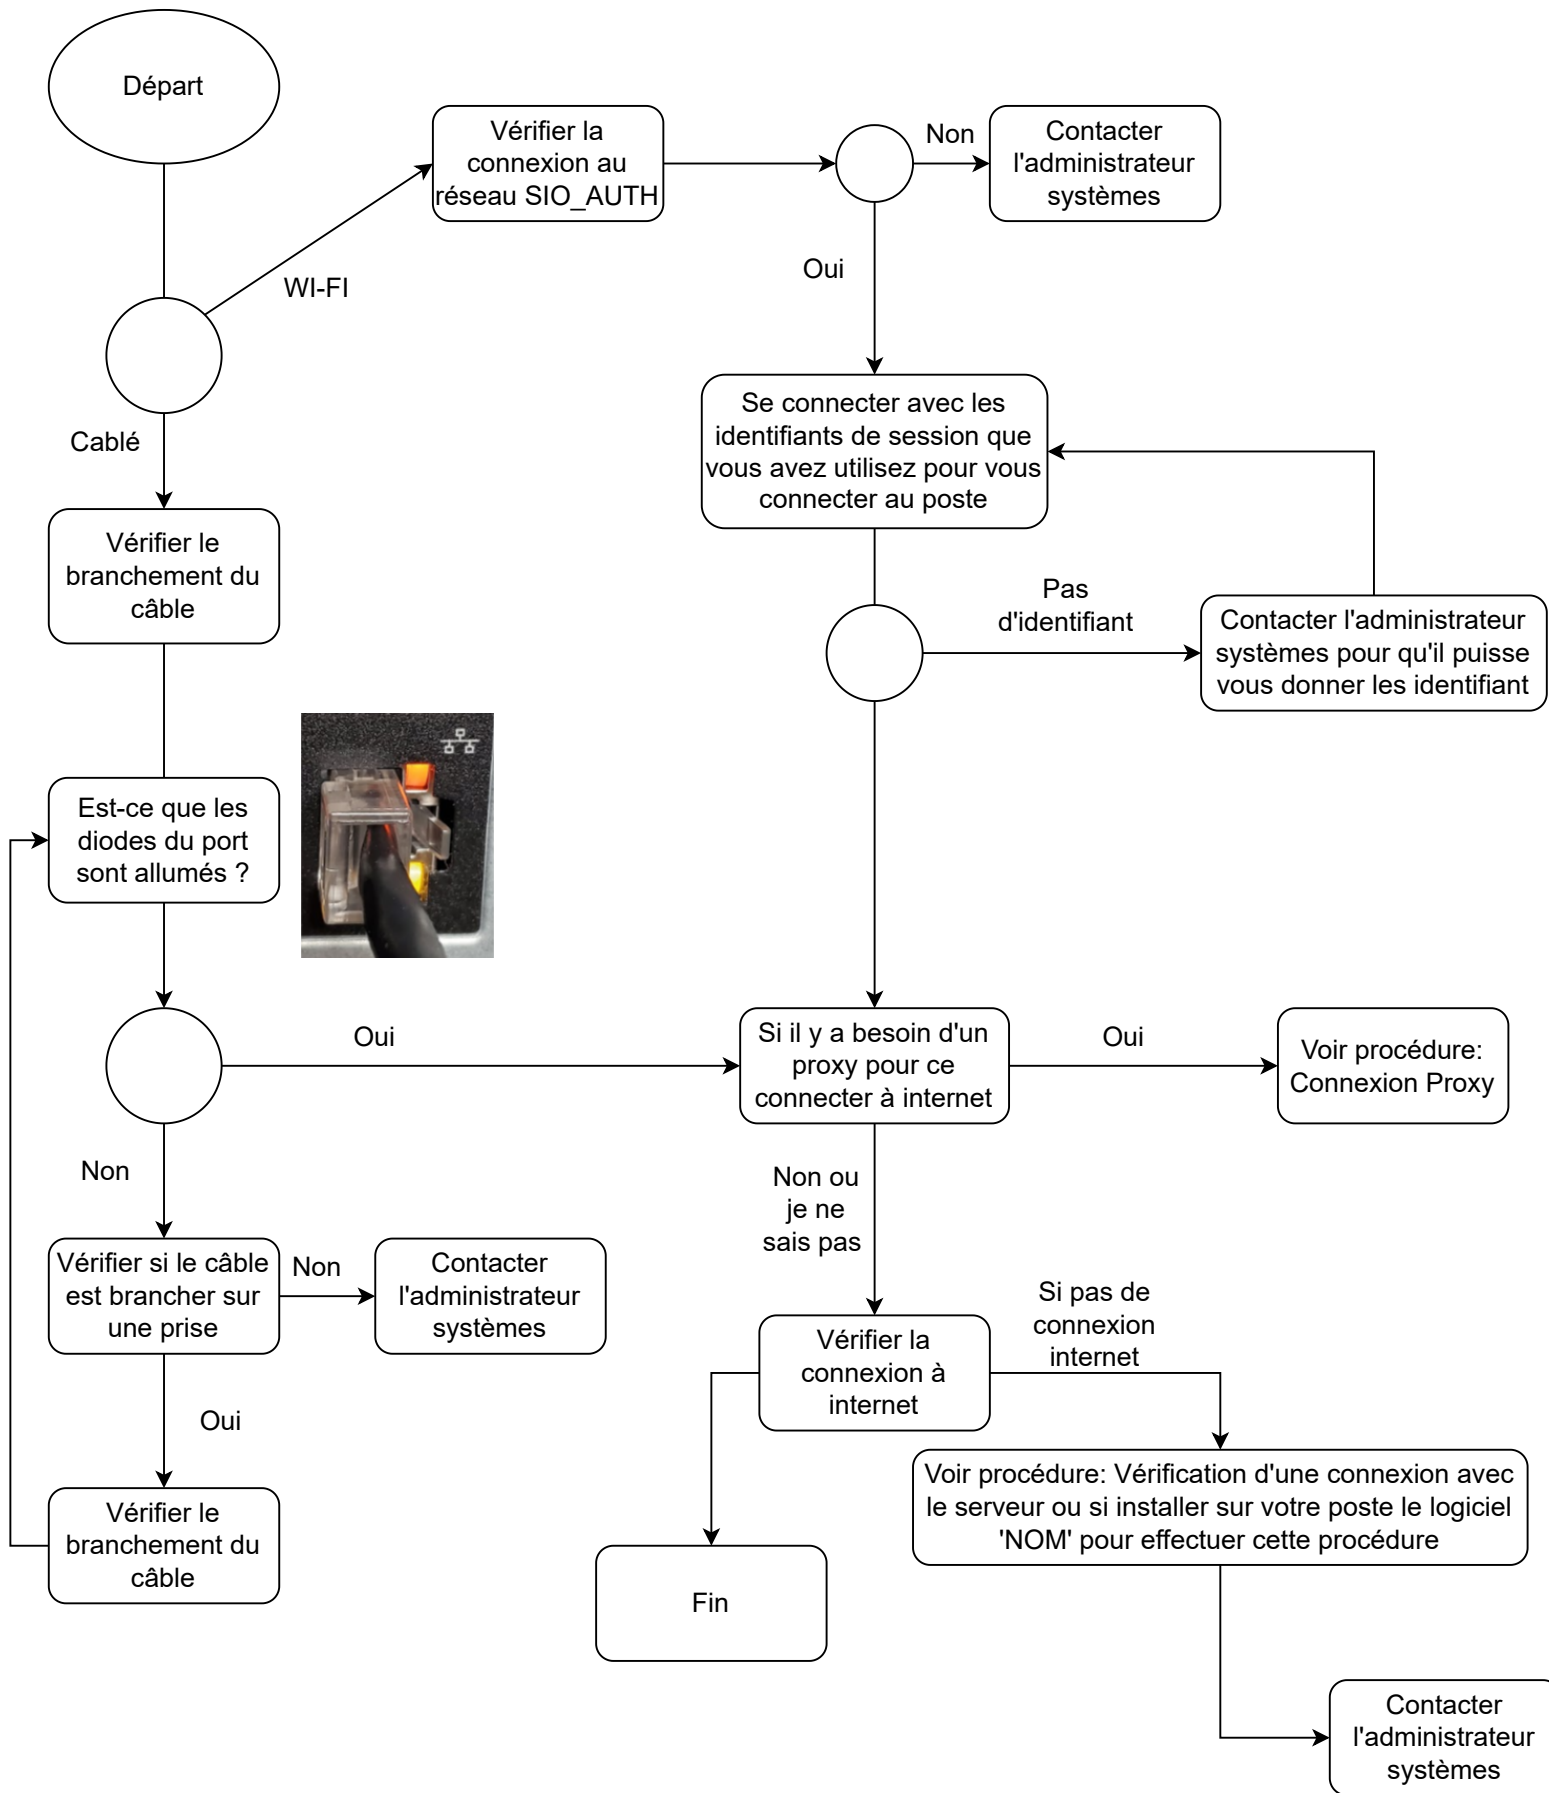 Départ
Vérifier la
connexion au
réseau SIO_AUTH
Non
Contacter
l'administrateur
systèmes
WI-FI
Oui
Cablé
Se connecter avec les
identifiants de session que
vous avez utilisez pour vous
connecter au poste
Vérifier le
branchement du
câble
Pas
d'identifiant
Contacter l'administrateur
systèmes pour qu'il puisse
vous donner les identifiant
Est-ce que les
diodes du port
sont allumés ?
Oui
Si il y a besoin d'un
proxy pour ce
connecter à internet
Oui
Voir procédure:
Connexion Proxy
Non
Non ou
je ne
sais pas
Vérifier si le câble
est brancher sur
une prise
Non
Contacter
l'administrateur
systèmes
Si pas de
connexion
internet
Vérifier la
connexion à
internet
Oui
Voir procédure: Vérification d'une connexion avec
le serveur ou si installer sur votre poste le logiciel
'NOM' pour effectuer cette procédure
Vérifier le
branchement du
câble
Fin
Contacter
l'administrateur
systèmes